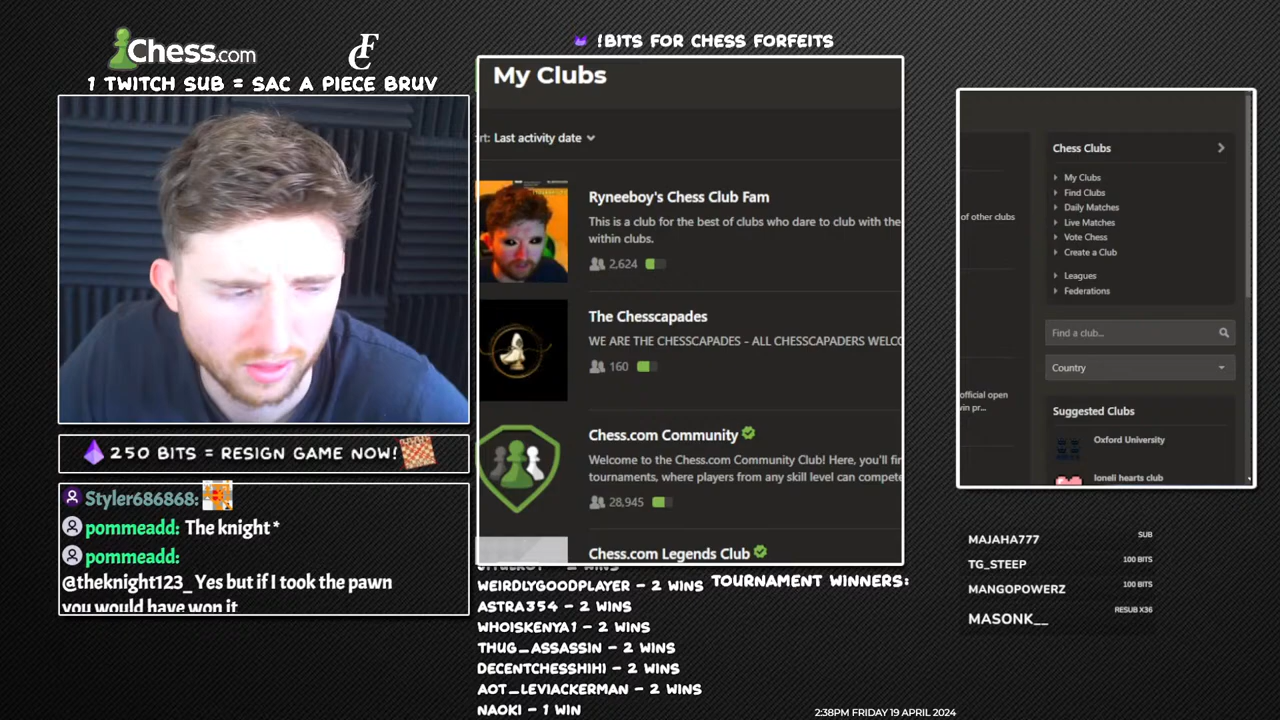 Chess.com
CF
1 TWITCH SUB = SAC A PIECE BRUV
!BITS FOR CHESS FORFEITS
250 BITS = RESIGN GAME NOW!
Styler686868:
pommeadd: The knight *
pommeadd:
@theknight123_ Yes but if I took the pawn
you would have won it
My Clubs
rt: Last activity date
Ryneeboy's Chess Club Fam
This is a club for the best of clubs who dare to club with the
within clubs.
2,624
The Chesscapades
WE ARE THE CHESSCAPADES - ALL CHESSCAPADERS WELCO
160
Chess.com Community
Welcome to the Chess.com Community Club! Here, you'll fin
tournaments, where players from any skill level can compete
28,945
Chess.com Legends Club
- 2 WINS
WEIRDLYGOODPLAYER - 2 WINS
ASTRA354 - 2 WINS
WHOISKENYA1 - 2 WINS
THUG_ASSASSIN - 2 WINS
DECENTCHESSHIHI - 2 WINS
AOT_LEVIACKERMAN - 2 WINS
NAOKI - 1 WIN
TOURNAMENT WINNERS:
of other clubs
official open
vin pr...
Chess Clubs
My Clubs
Find Clubs
Daily Matches
Live Matches
Vote Chess
Create a Club
Leagues
Federations
Find a club...
Country
Suggested Clubs
Oxford University
loneli hearts club
MAJAHA777 SUB
TG_STEEP 100 BITS
MANGOPOWERZ 100 BITS
MASONK__ RESUB X36
2:38PM FRIDAY 19 APRIL 2024